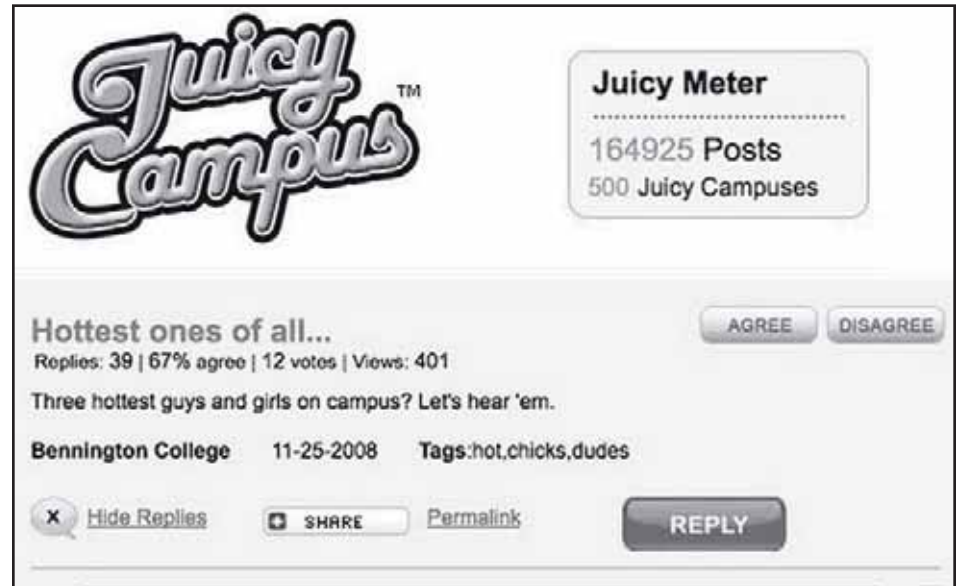 Juicy
Campus™
Juicy Meter
164925 Posts
500 Juicy Campuses
Hottest ones of all...
AGREE
DISAGREE
Replies: 39 | 67% agree | 12 votes | Views: 401
Three hottest guys and girls on campus? Let's hear 'em.
Bennington College 11-25-2008 Tags:hot,chicks,dudes
X Hide Replies SHARE Permalink REPLY